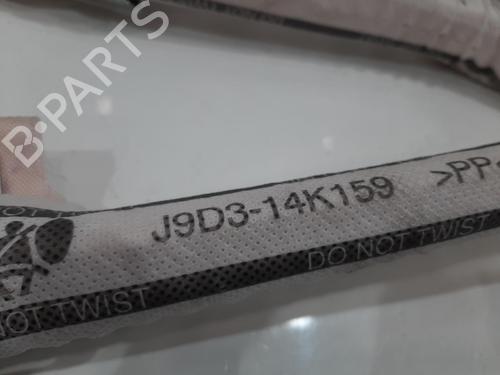 B-PARTS
J9D3-14K159 >PP<
DO NOT TWIST
NOT TWIST